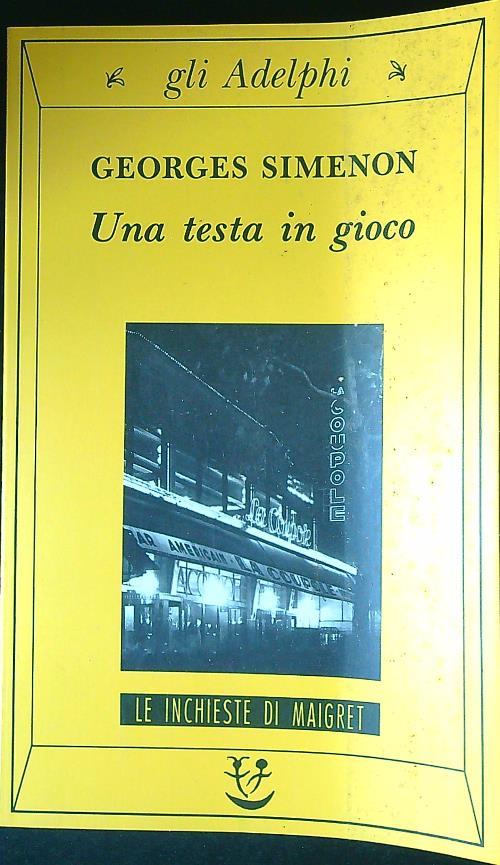 gli Adelphi
GEORGES SIMENON
Una testa in gioco
LA COUPOLE
La Coupole
BAR AMERICAN - LA COUPOLE
LE INCHIESTE DI MAIGRET